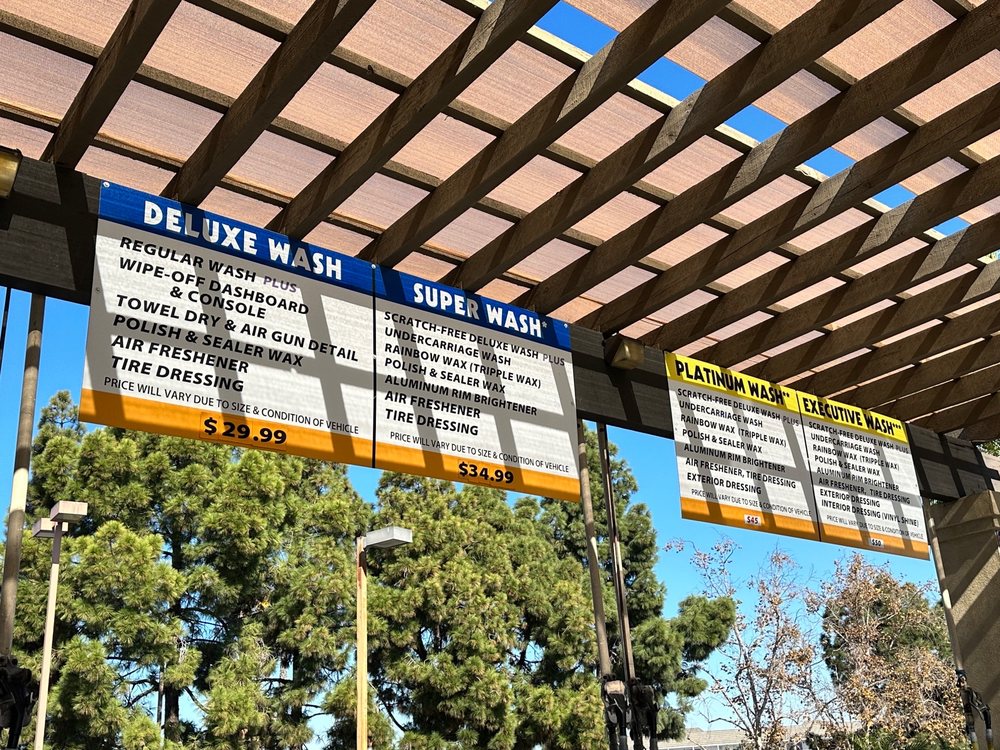 DELUXE WASH
REGULAR WASH PLUS
WIPE-OFF DASHBOARD
& CONSOLE
TOWEL DRY & AIR GUN DETAIL
POLISH & SEALER WAX
AIR FRESHENER
TIRE DRESSING
PRICE WILL VARY DUE TO SIZE & CONDITION OF VEHICLE
$29.99
SUPER WASH*
SCRATCH-FREE DELUXE WASH PLUS
UNDERCARRIAGE WASH
RAINBOW WAX (TRIPPLE WAX)
POLISH & SEALER WAX
ALUMINUM RIM BRIGHTENER
AIR FRESHENER
TIRE DRESSING
PRICE WILL VARY DUE TO SIZE & CONDITION OF VEHICLE
$34.99
PLATINUM WASH**
SCRATCH-FREE DELUXE WASH PLUS
UNDERCARRIAGE WASH
RAINBOW WAX (TRIPPLE WAX)
POLISH & SEALER WAX
ALUMINUM RIM BRIGHTENER
AIR FRESHENER, TIRE DRESSING
EXTERIOR DRESSING
PRICE WILL VARY DUE TO SIZE & CONDITION OF VEHICLE
$45
EXECUTIVE WASH***
SCRATCH-FREE DELUXE WASH PLUS
UNDERCARRIAGE WASH
RAINBOW WAX (TRIPPLE WAX)
POLISH & SEALER WAX
ALUMINUM RIM BRIGHTENER
AIR FRESHENER, TIRE DRESSING
EXTERIOR DRESSING
INTERIOR DRESSING (VINYL SHINE)
PRICE WILL VARY DUE TO SIZE & CONDITION OF VEHICLE
$50